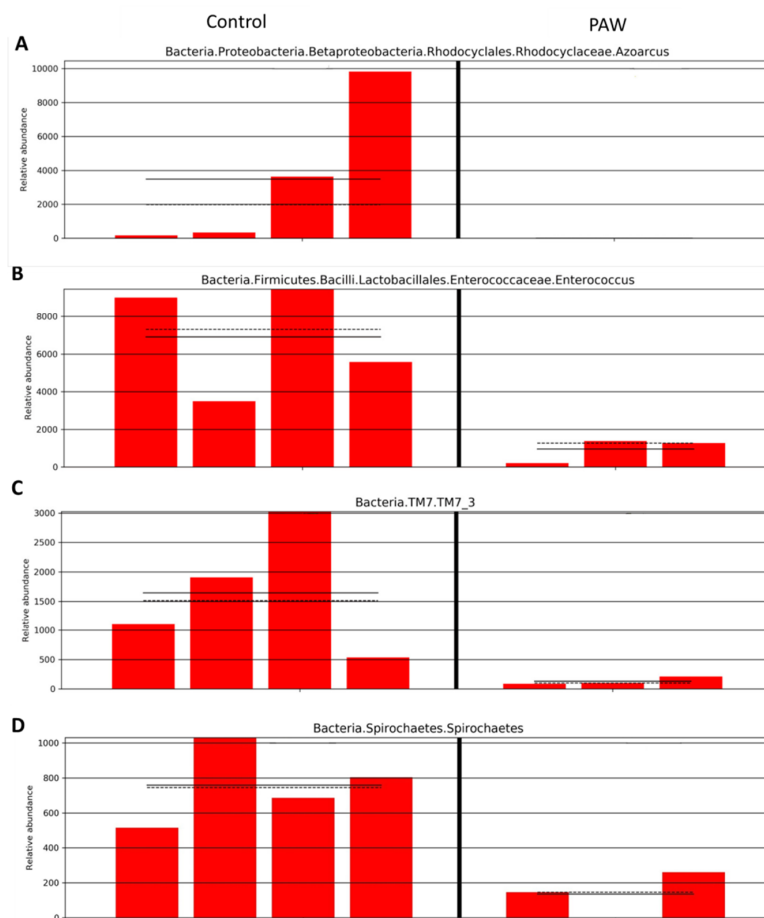 Control
PAW
A
Bacteria.Proteobacteria.Betaproteobacteria.Rhodocyclales.Rhodocyclaceae.Azoarcus
Relative abundance
10000
8000
6000
4000
2000
0
B
Bacteria.Firmicutes.Bacilli.Lactobacillales.Enterococcaceae.Enterococcus
Relative abundance
8000
6000
4000
2000
0
C
Bacteria.TM7.TM7_3
Relative abundance
3000
2500
2000
1500
1000
500
0
D
Bacteria.Spirochaetes.Spirochaetes
Relative abundance
1000
800
600
400
200
0